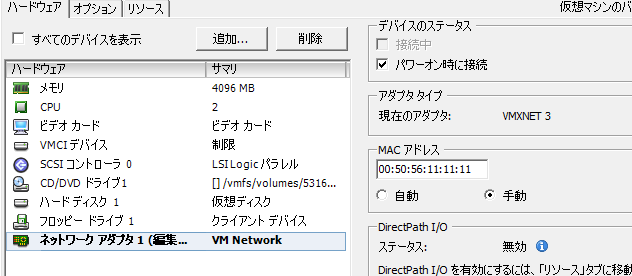 ハードウェア オプション リソース
仮想マシンのバ
すべてのデバイスを表示 追加... 削除
ハードウェア サマリ
メモリ 4096 MB
CPU 2
ビデオ カード ビデオ カード
VMCI デバイス 制限
SCSI コントローラ 0 LSI Logic パラレル
CD/DVD ドライブ 1 [] /vmfs/volumes/5316...
ハード ディスク 1 仮想ディスク
フロッピー ドライブ 1 クライアント デバイス
ネットワーク アダプタ 1 (編集... VM Network
デバイスのステータス
接続中
パワーオン時に接続
アダプタ タイプ
現在のアダプタ: VMXNET 3
MAC アドレス
00:50:56:11:11:11
自動 手動
DirectPath I/O
ステータス: 無効
DirectPath I/O を有効にするには、「リソース」タブに移動